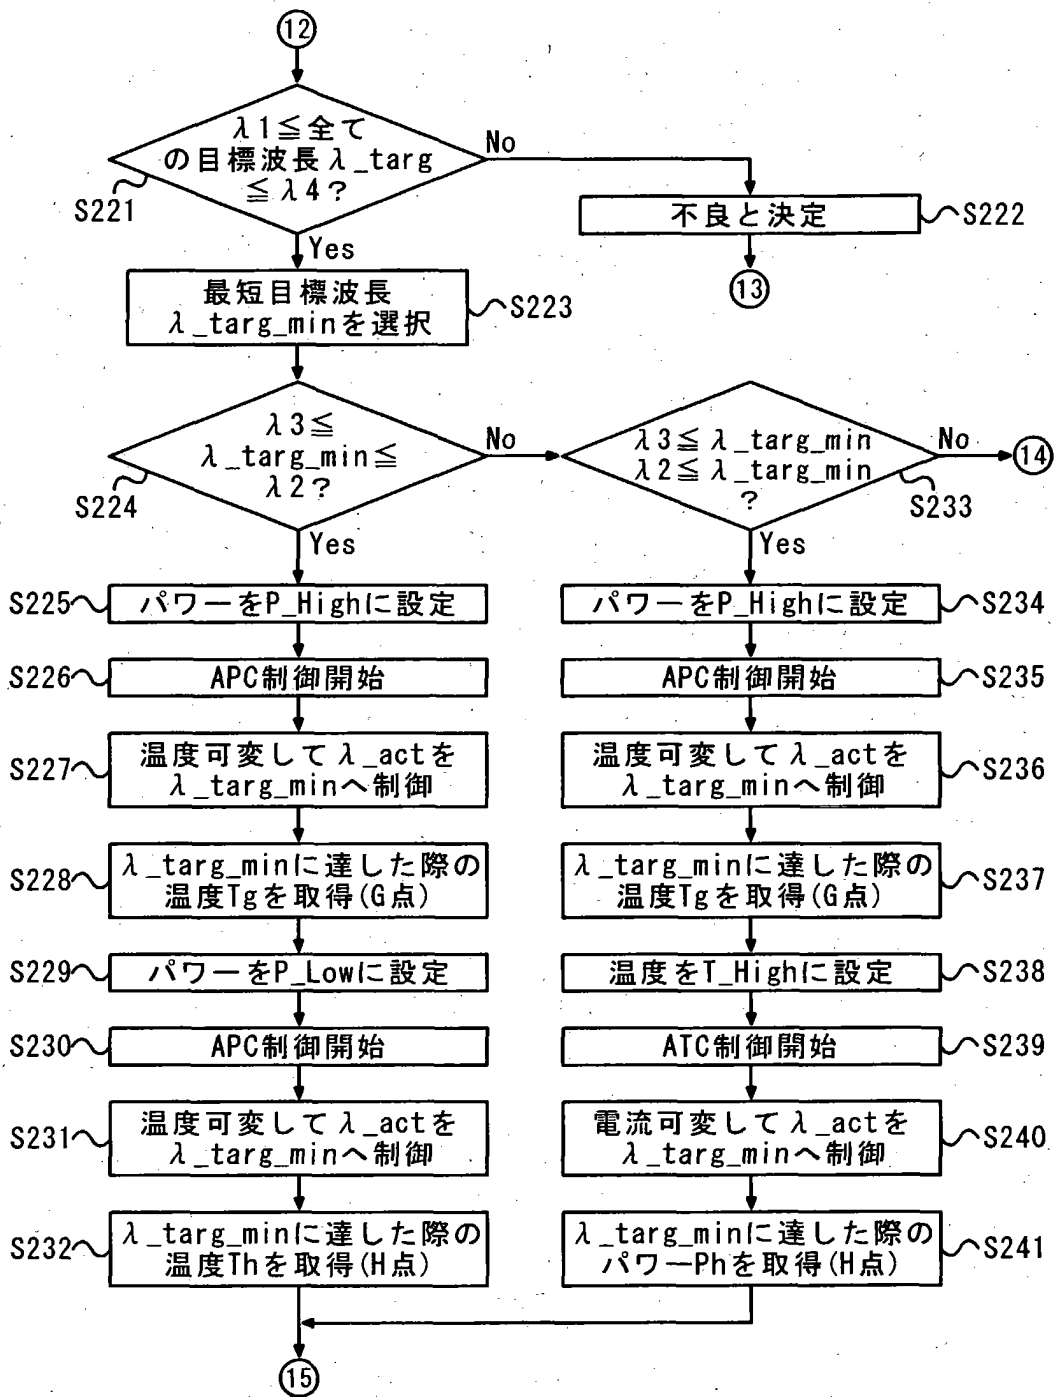 12
λ1≦全て
の目標波長λ_targ
≦λ4?
No
S221
不良と決定
S222
Yes
13
最短目標波長
λ_targ_minを選択
S223
λ3≦
λ_targ_min≦
λ2?
No
S224
λ3≦λ_targ_min
λ2≦λ_targ_min
?
No
14
S233
Yes
Yes
S225
パワーをP_Highに設定
S226
APC制御開始
S227
温度可変してλ_actを
λ_targ_minへ制御
S228
λ_targ_minに達した際の
温度Tgを取得(G点)
S229
パワーをP_Lowに設定
S230
APC制御開始
S231
温度可変してλ_actを
λ_targ_minへ制御
S232
λ_targ_minに達した際の
温度Thを取得(H点)
パワーをP_Highに設定
S234
APC制御開始
S235
温度可変してλ_actを
λ_targ_minへ制御
S236
λ_targ_minに達した際の
温度Tgを取得(G点)
S237
温度をT_Highに設定
S238
ATC制御開始
S239
電流可変してλ_actを
λ_targ_minへ制御
S240
λ_targ_minに達した際の
パワーPhを取得(H点)
S241
15